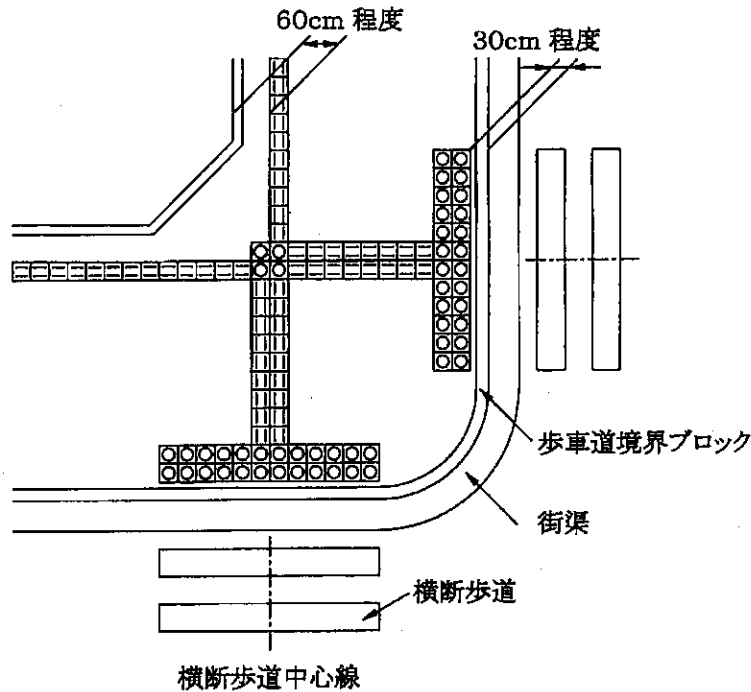 60cm 程度
30cm 程度
歩車道境界ブロック
街渠
横断歩道
横断歩道中心線